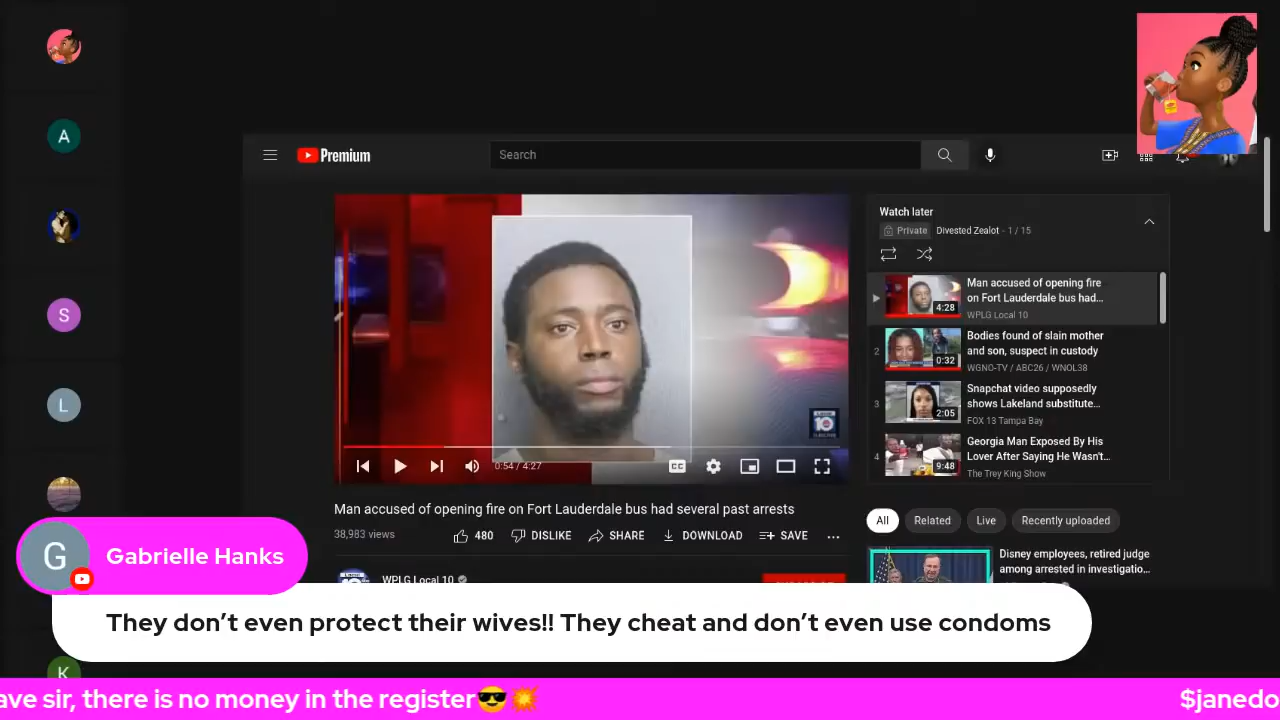 A
S
L
K
Premium
Search
Watch later
Private Divested Zealot - 1 / 15
Man accused of opening fire
on Fort Lauderdale bus had...
WPLG Local 10
4:28
2
Bodies found of slain mother
and son, suspect in custody
WGNO-TV / ABC26 / WNOL38
0:32
3
Snapchat video supposedly
shows Lakeland substitute...
FOX 13 Tampa Bay
2:05
4
Georgia Man Exposed By His
Lover After Saying He Wasn't...
The Trey King Show
9:48
10
0:54 / 4:27
CC
Man accused of opening fire on Fort Lauderdale bus had several past arrests
38,983 views
480 DISLIKE SHARE DOWNLOAD SAVE ...
All Related Live Recently uploaded
Disney employees, retired judge
among arrested in investigatio...
WPLG Local 10
G
Gabrielle Hanks
They don’t even protect their wives!! They cheat and don’t even use condoms
ave sir, there is no money in the register😎💥
$janedo